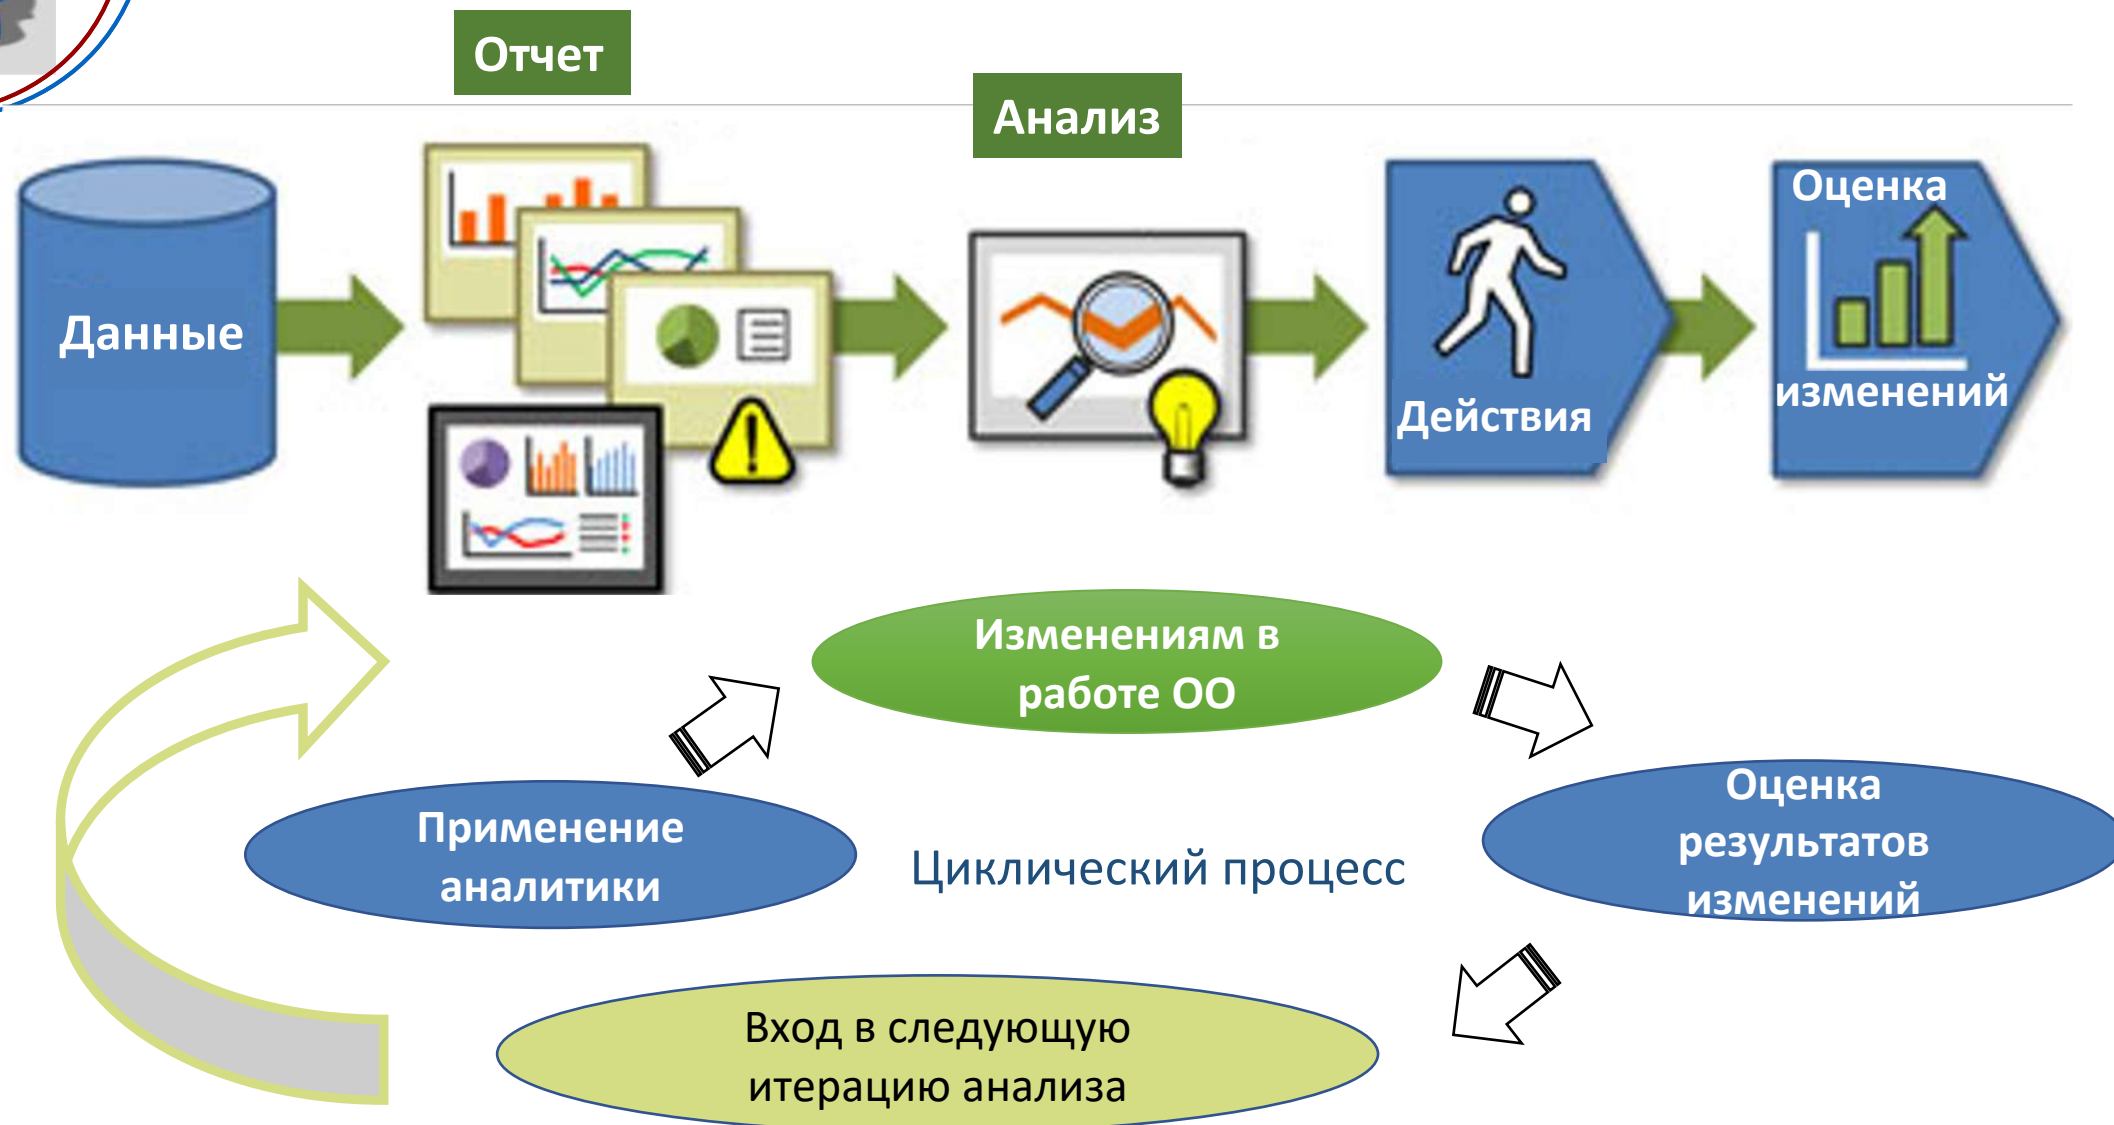 Отчет
Анализ
Данные
Действия
Оценка
изменений
Изменениям в
работе ОО
Применение
аналитики
Циклический процесс
Оценка
результатов
изменений
Вход в следующую
итерацию анализа